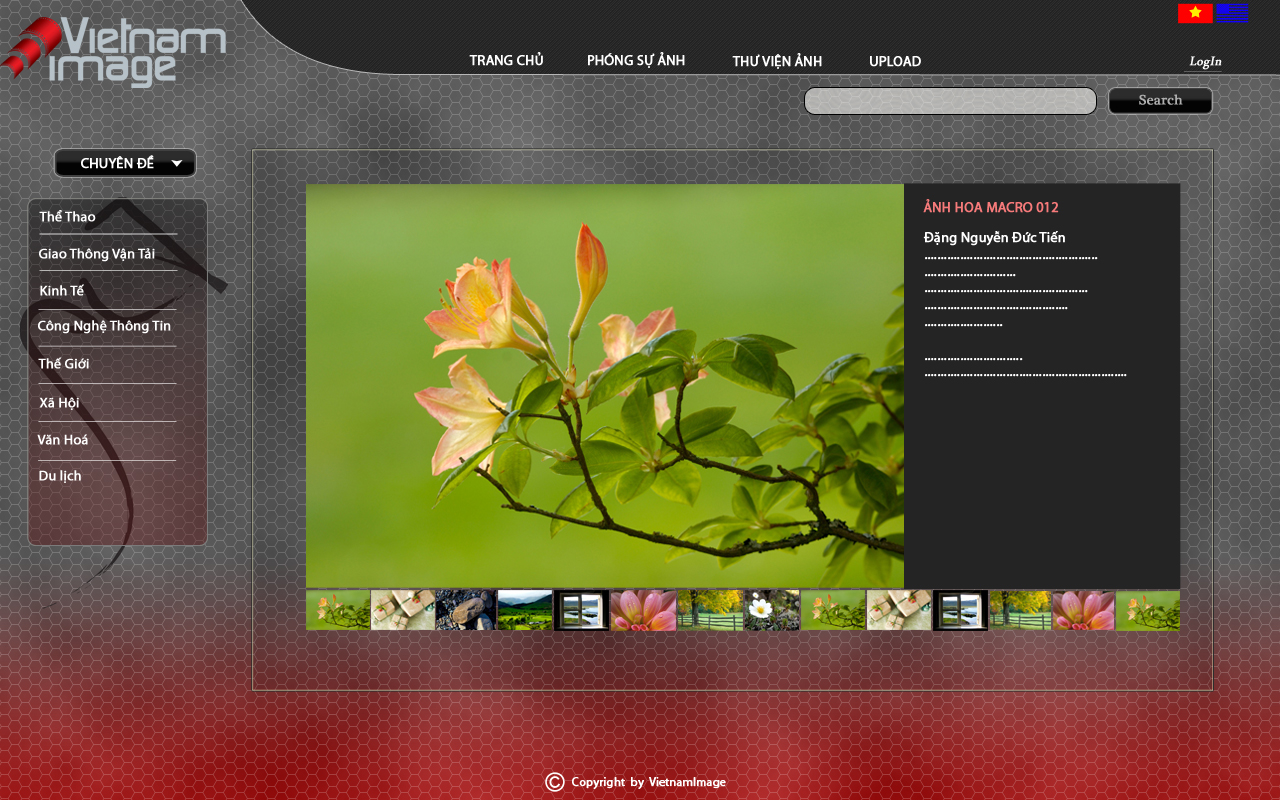 Vietnam
image
TRANG CHỦ
PHÓNG SỰ ẢNH
THƯ VIỆN ẢNH
UPLOAD
LogIn
Search
CHUYÊN ĐỀ
Thể Thao
Giao Thông Vận Tải
Kinh Tế
Công Nghệ Thông Tin
Thế Giới
Xã Hội
Văn Hoá
Du lịch
ẢNH HOA MACRO 012
Đặng Nguyễn Đức Tiến
© Copyright by VietnamImage